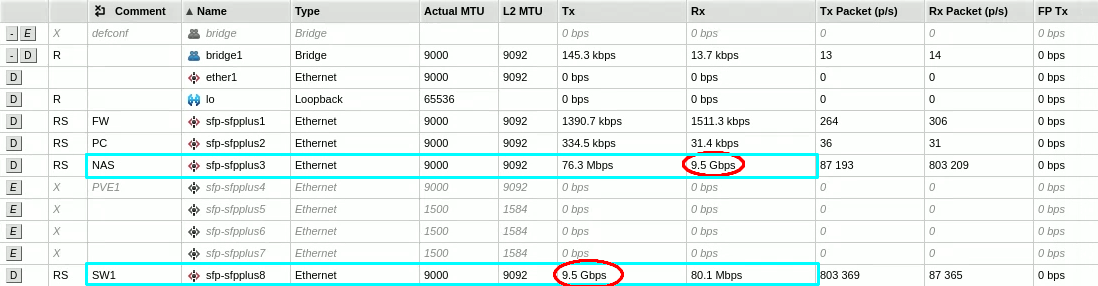 Comment Name Type Actual MTU L2 MTU Tx Rx Tx Packet (p/s) Rx Packet (p/s) FP Tx
- E X defconf bridge Bridge 0 bps 0 bps 0 0 0 bps
- D R bridge1 Bridge 9000 9092 145.3 kbps 13.7 kbps 13 14 0 bps
D ether1 Ethernet 9000 9092 0 bps 0 bps 0 0 0 bps
D R lo Loopback 65536 0 bps 0 bps 0 0 0 bps
D RS FW sfp-sfpplus1 Ethernet 9000 9092 1390.7 kbps 1511.3 kbps 264 306 0 bps
D RS PC sfp-sfpplus2 Ethernet 9000 9092 334.5 kbps 31.4 kbps 36 31 0 bps
D RS NAS sfp-sfpplus3 Ethernet 9000 9092 76.3 Mbps 9.5 Gbps 87 193 803 209 0 bps
E X PVE1 sfp-sfpplus4 Ethernet 9000 9092 0 bps 0 bps 0 0 0 bps
E X sfp-sfpplus5 Ethernet 1500 1584 0 bps 0 bps 0 0 0 bps
E X sfp-sfpplus6 Ethernet 1500 1584 0 bps 0 bps 0 0 0 bps
E X sfp-sfpplus7 Ethernet 1500 1584 0 bps 0 bps 0 0 0 bps
D RS SW1 sfp-sfpplus8 Ethernet 9000 9092 9.5 Gbps 80.1 Mbps 803 369 87 365 0 bps